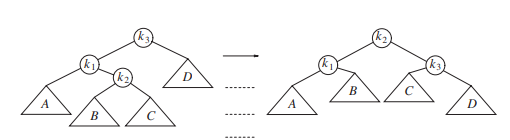 k3 k2
k1 k1 k3
k2
D
A B C A B C D